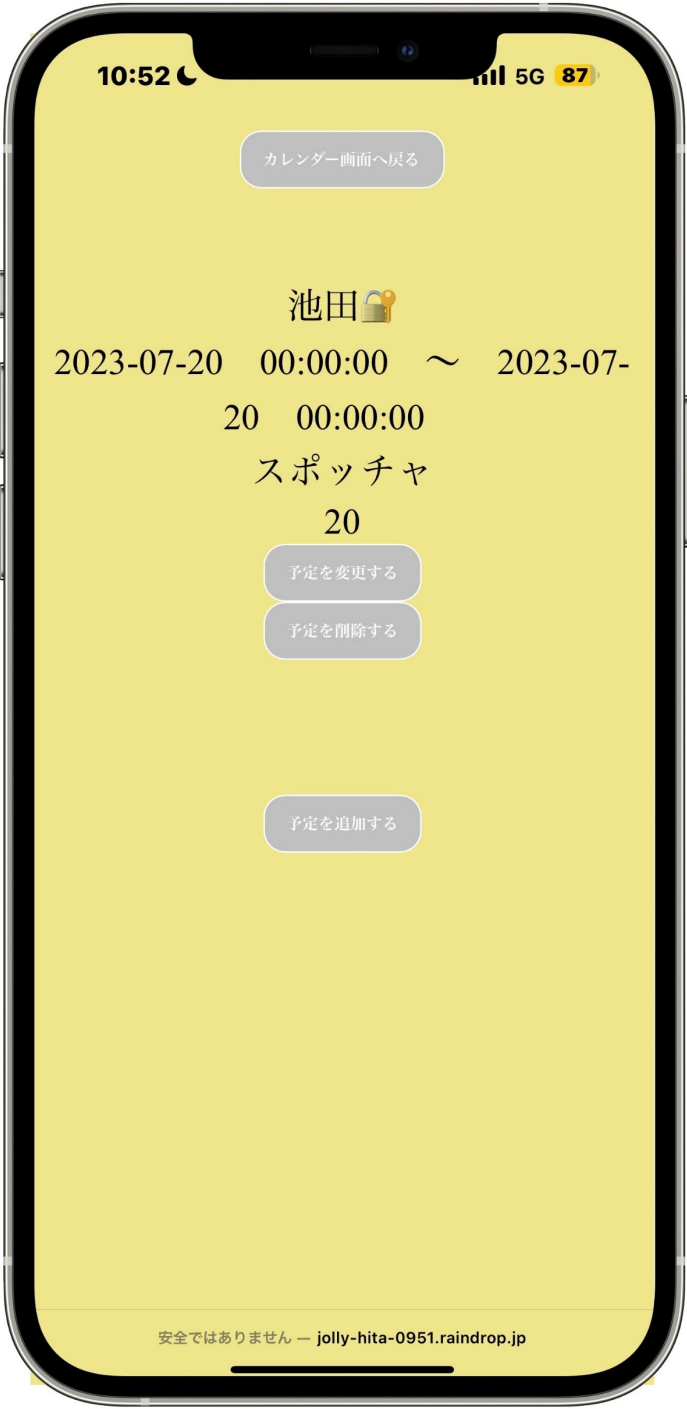 10:52 5G 87
カレンダー画面へ戻る
池田🔐
2023-07-20　00:00:00　〜　2023-07-
20　00:00:00
スポッチャ
20
予定を変更する
予定を削除する
予定を追加する
安全ではありません — jolly-hita-0951.raindrop.jp